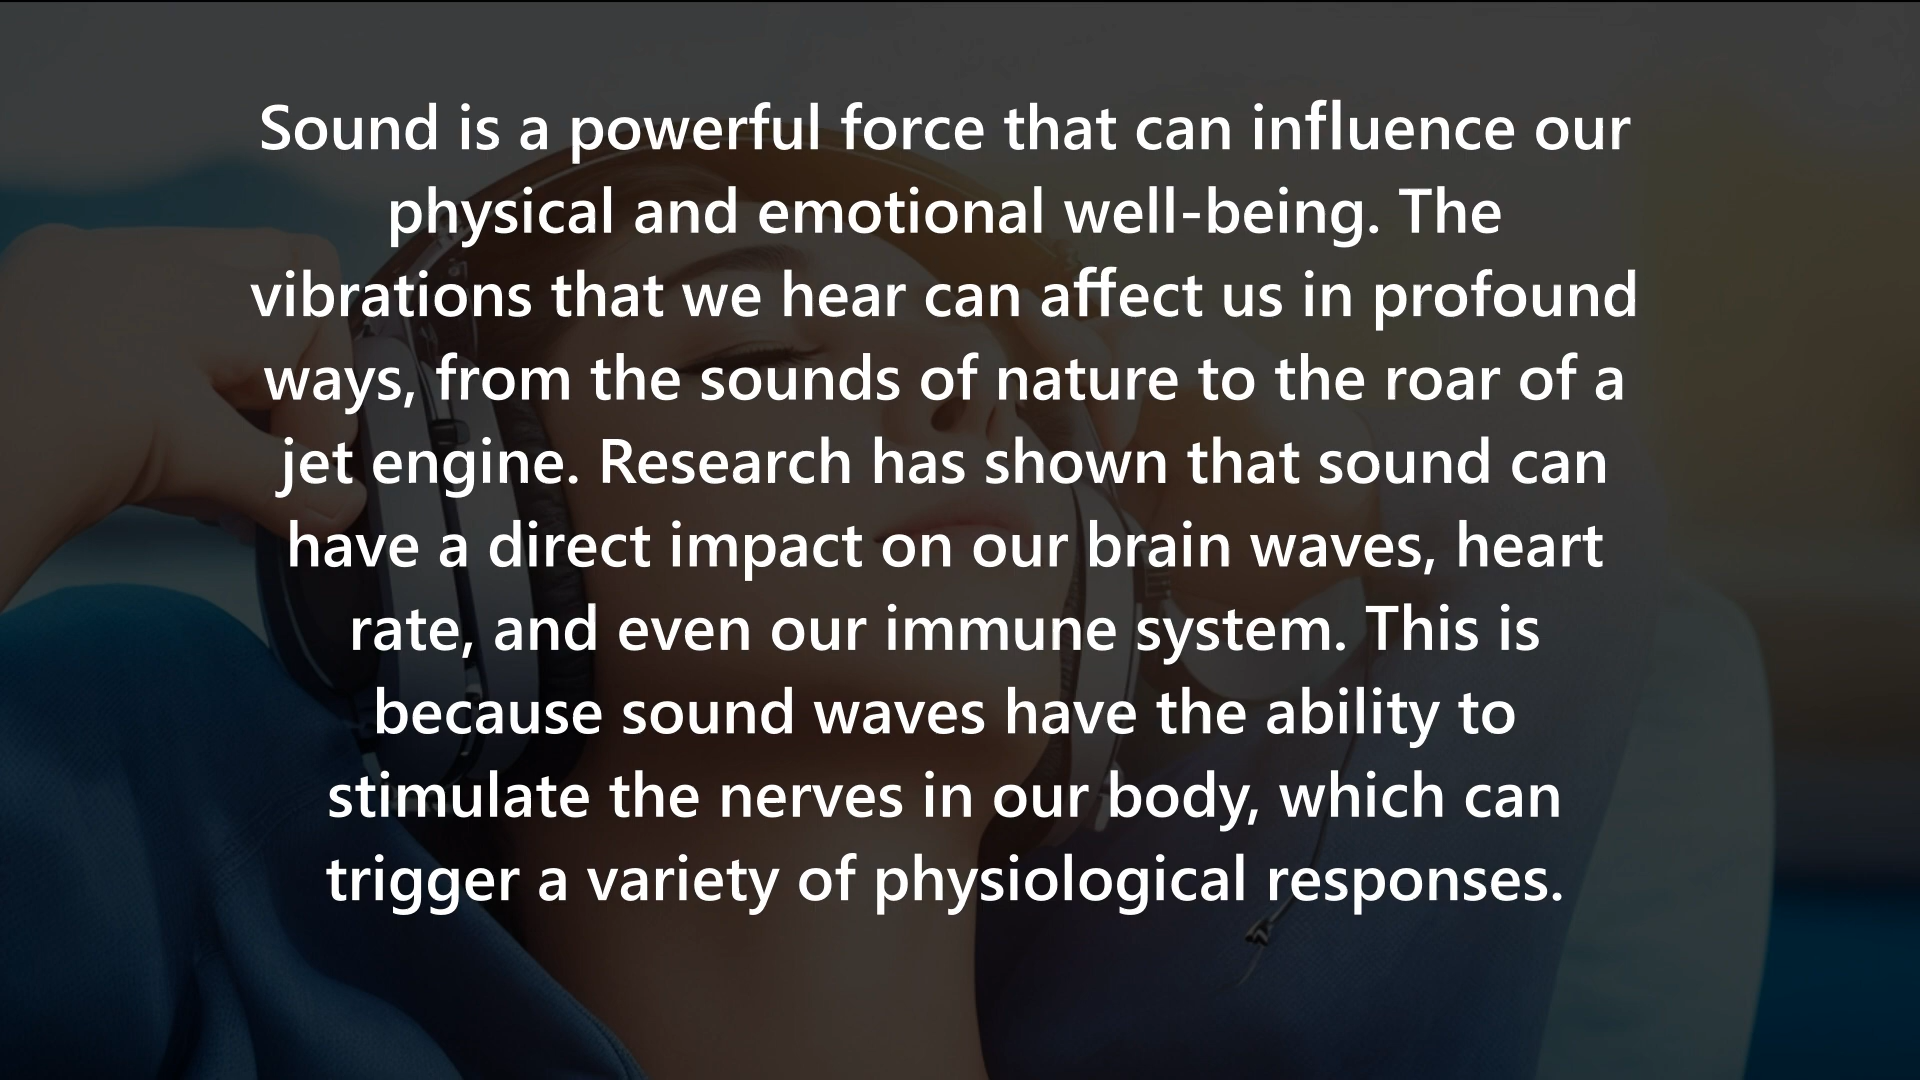 Sound is a powerful force that can influence our
physical and emotional well-being. The
vibrations that we hear can affect us in profound
ways, from the sounds of nature to the roar of a
jet engine. Research has shown that sound can
have a direct impact on our brain waves, heart
rate, and even our immune system. This is
because sound waves have the ability to
stimulate the nerves in our body, which can
trigger a variety of physiological responses.